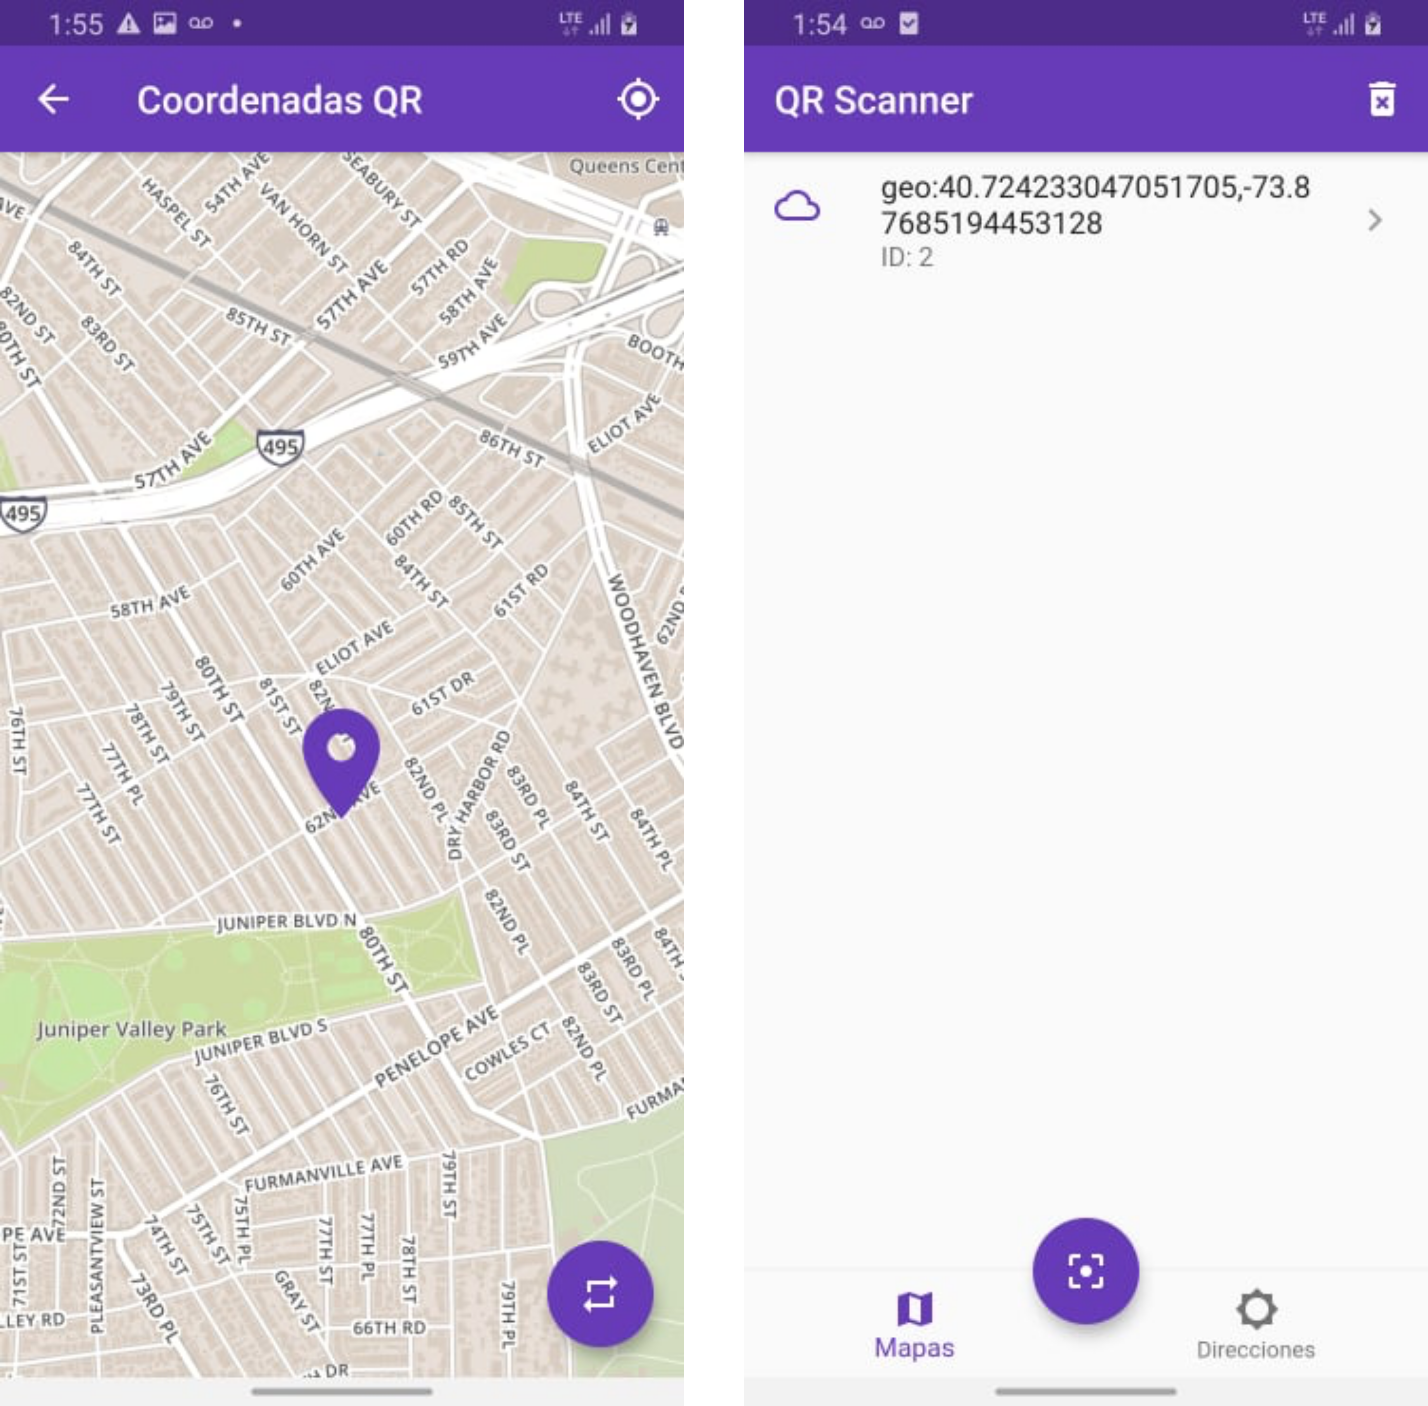 1:55
LTE
Coordenadas QR
Queens Cent
AVE
HASPEL ST
54TH AVE
SEABURY ST
VAN HORN ST
84TH ST
57TH RD
57TH AVE
58TH AVE
82ND ST
80TH ST
83RD ST
85TH ST
59TH AVE
BOOTH
ELIOT AVE
495
57TH AVE
86TH ST
495
60TH RD
85TH ST
60TH AVE
84TH ST
61ST RD
58TH AVE
WOODHAVEN BLVD
62ND
ELIOT AVE
80TH ST
81ST ST
82N
79TH ST
61ST DR
76TH ST
78TH ST
77TH PL
77TH ST
82ND PL
DRY HARBOR RD
83RD PL
84TH ST
84TH PL
83RD ST
62N AVE
JUNIPER BLVD N
82ND PL
80TH ST
83RD PL
84TH
83RD ST
Juniper Valley Park
JUNIPER BLVD S
PENELOPE AVE
COWLES CT
82ND PL
76TH ST
FURMA
FURMANVILLE AVE
79TH ST
72ND ST
PLEASANTVIEW ST
75TH PL
75TH ST
74TH ST
77TH ST
77TH PL
78TH ST
PE AVE
71ST ST
73RD PL
GRAY ST
79TH PL
LLEY RD
66TH RD
DR
1:54
LTE
QR Scanner
geo:40.724233047051705,-73.8
7685194453128
ID: 2
Mapas
Direcciones